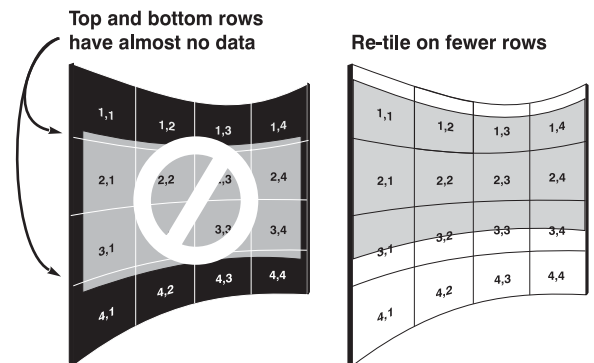 Top and bottom rows
have almost no data
1,1 1,2 1,3 1,4
2,1 2,2 ,3 2,4
3,1 3,3 3,4
4,1 4,2 4,3 4,4
Re-tile on fewer rows
1,1 1,2 1,3 1,4
2,1 2,2 2,3 2,4
3,1 3,2 3,3 3,4
4,1 4,2 4,3 4,4